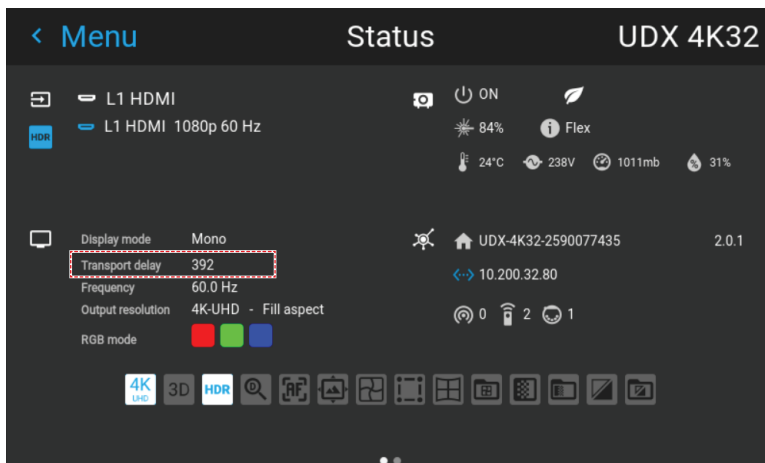 < Menu
Status
UDX 4K32
L1 HDMI
HDR
L1 HDMI 1080p 60 Hz
ON
84%
Flex
24°C
238V
1011mb
31%
Display mode Mono
Transport delay 392
Frequency 60.0 Hz
Output resolution 4K-UHD - Fill aspect
RGB mode
UDX-4K32-2590077435 2.0.1
10.200.32.80
0 2 1
4K UHD 3D HDR D AF